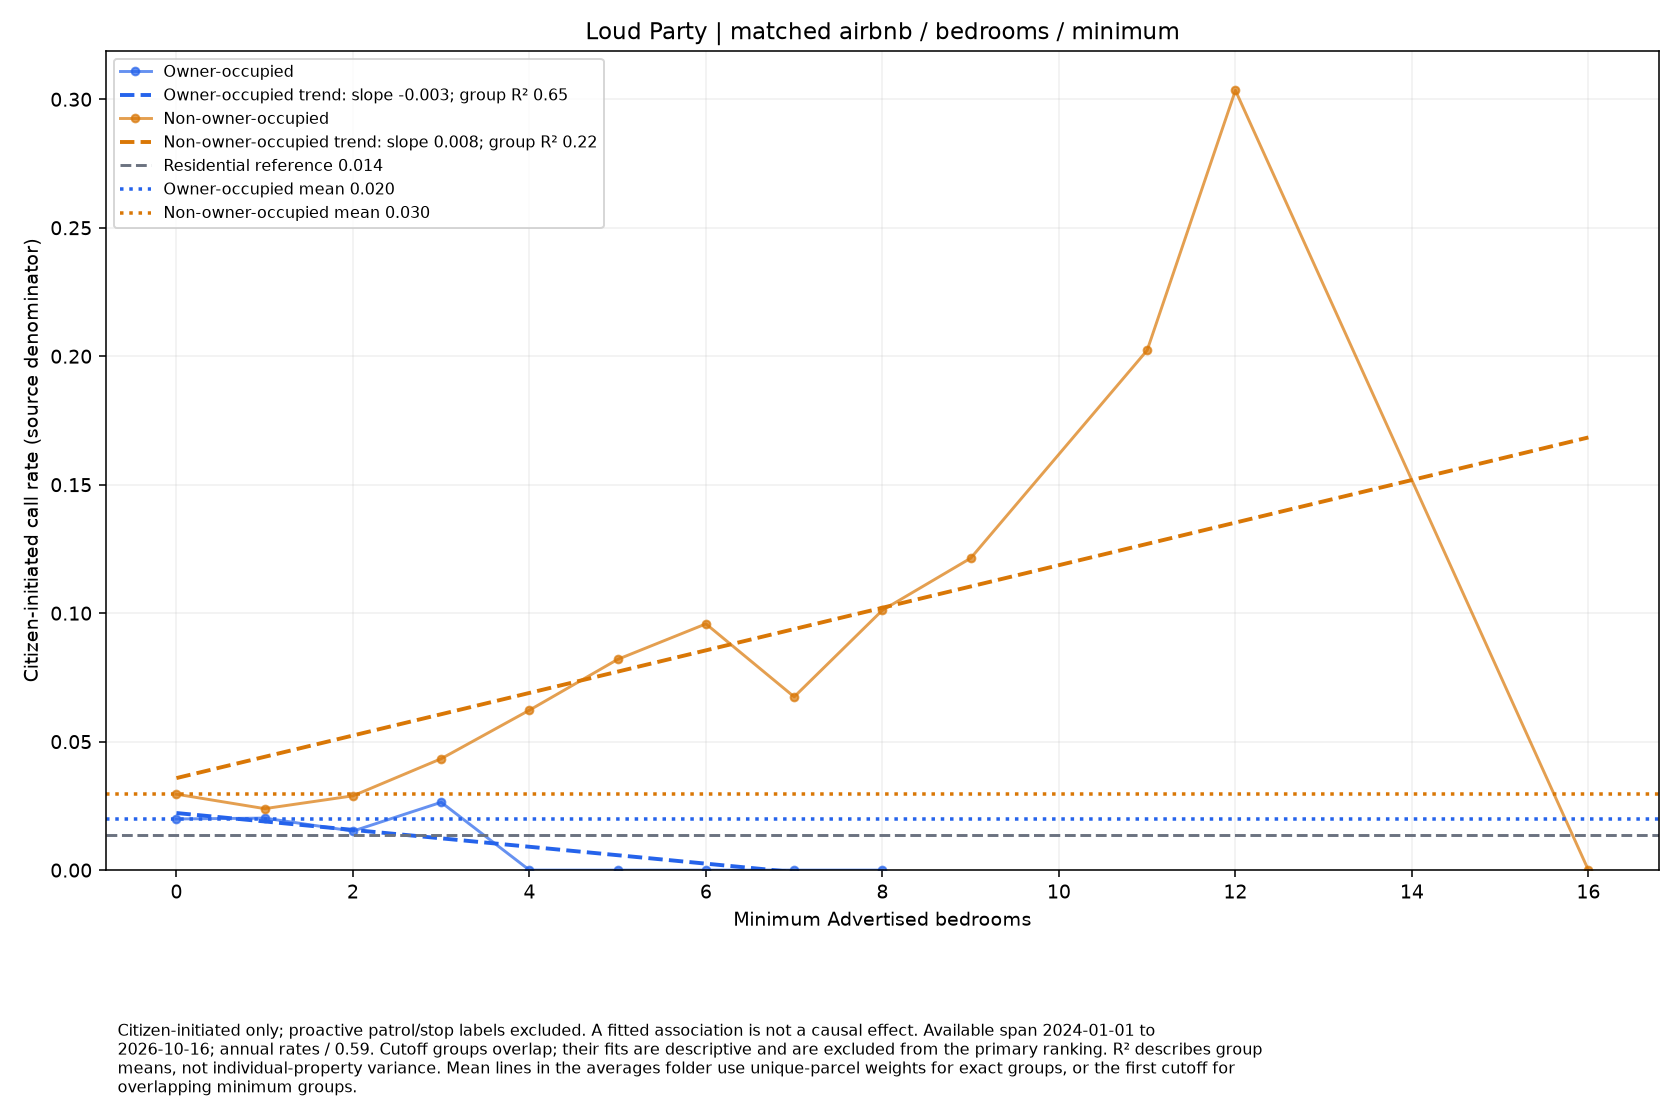 Loud Party | matched airbnb / bedrooms / minimum
Owner-occupied
Owner-occupied trend: slope -0.003; group R² 0.65
Non-owner-occupied
Non-owner-occupied trend: slope 0.008; group R² 0.22
Residential reference 0.014
Owner-occupied mean 0.020
Non-owner-occupied mean 0.030
Citizen-initiated call rate (source denominator)
0.30
0.25
0.20
0.15
0.10
0.05
0.00
0 2 4 6 8 10 12 14 16
Minimum Advertised bedrooms
Citizen-initiated only; proactive patrol/stop labels excluded. A fitted association is not a causal effect. Available span 2024-01-01 to
2026-10-16; annual rates / 0.59. Cutoff groups overlap; their fits are descriptive and are excluded from the primary ranking. R² describes group
means, not individual-property variance. Mean lines in the averages folder use unique-parcel weights for exact groups, or the first cutoff for
overlapping minimum groups.